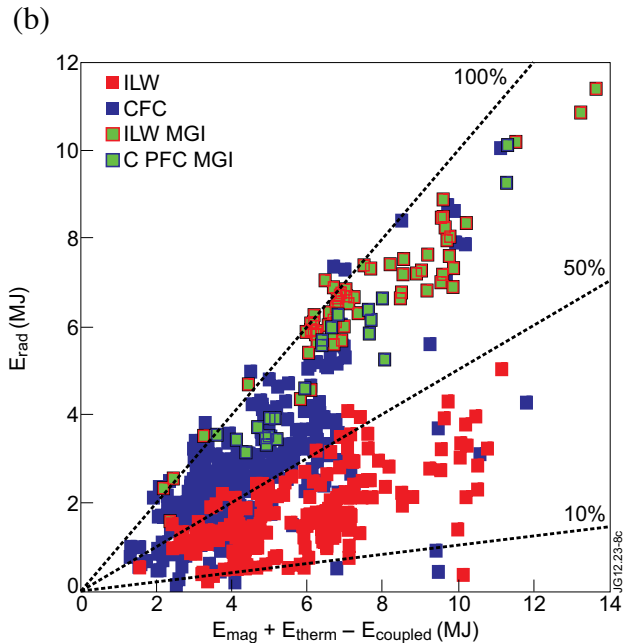 (b)
12
10
8
6
4
2
0
E_rad (MJ)
ILW
CFC
ILW MGI
C PFC MGI
100%
50%
10%
0
2
4
6
8
10
12
14
E_mag + E_therm – E_coupled (MJ)
JG12.23-8c